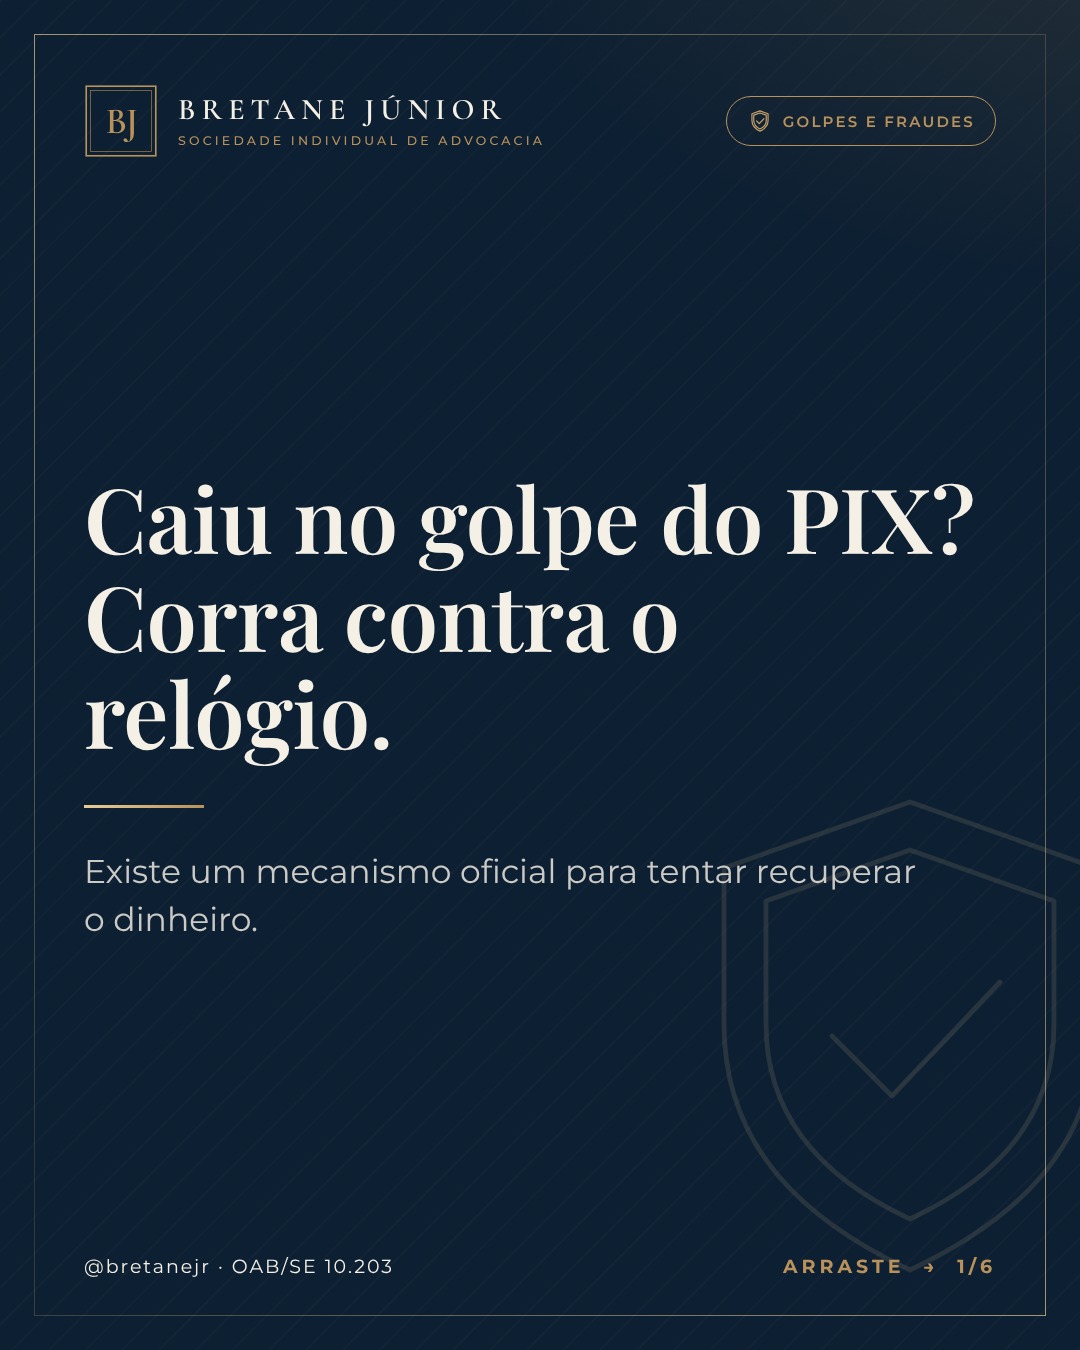 BJ
BRETANE JÚNIOR
SOCIEDADE INDIVIDUAL DE ADVOCACIA
GOLPES E FRAUDES
Caiu no golpe do PIX?
Corra contra o
relógio.
Existe um mecanismo oficial para tentar recuperar
o dinheiro.
@bretanejr · OAB/SE 10.203
ARRASTE → 1/6